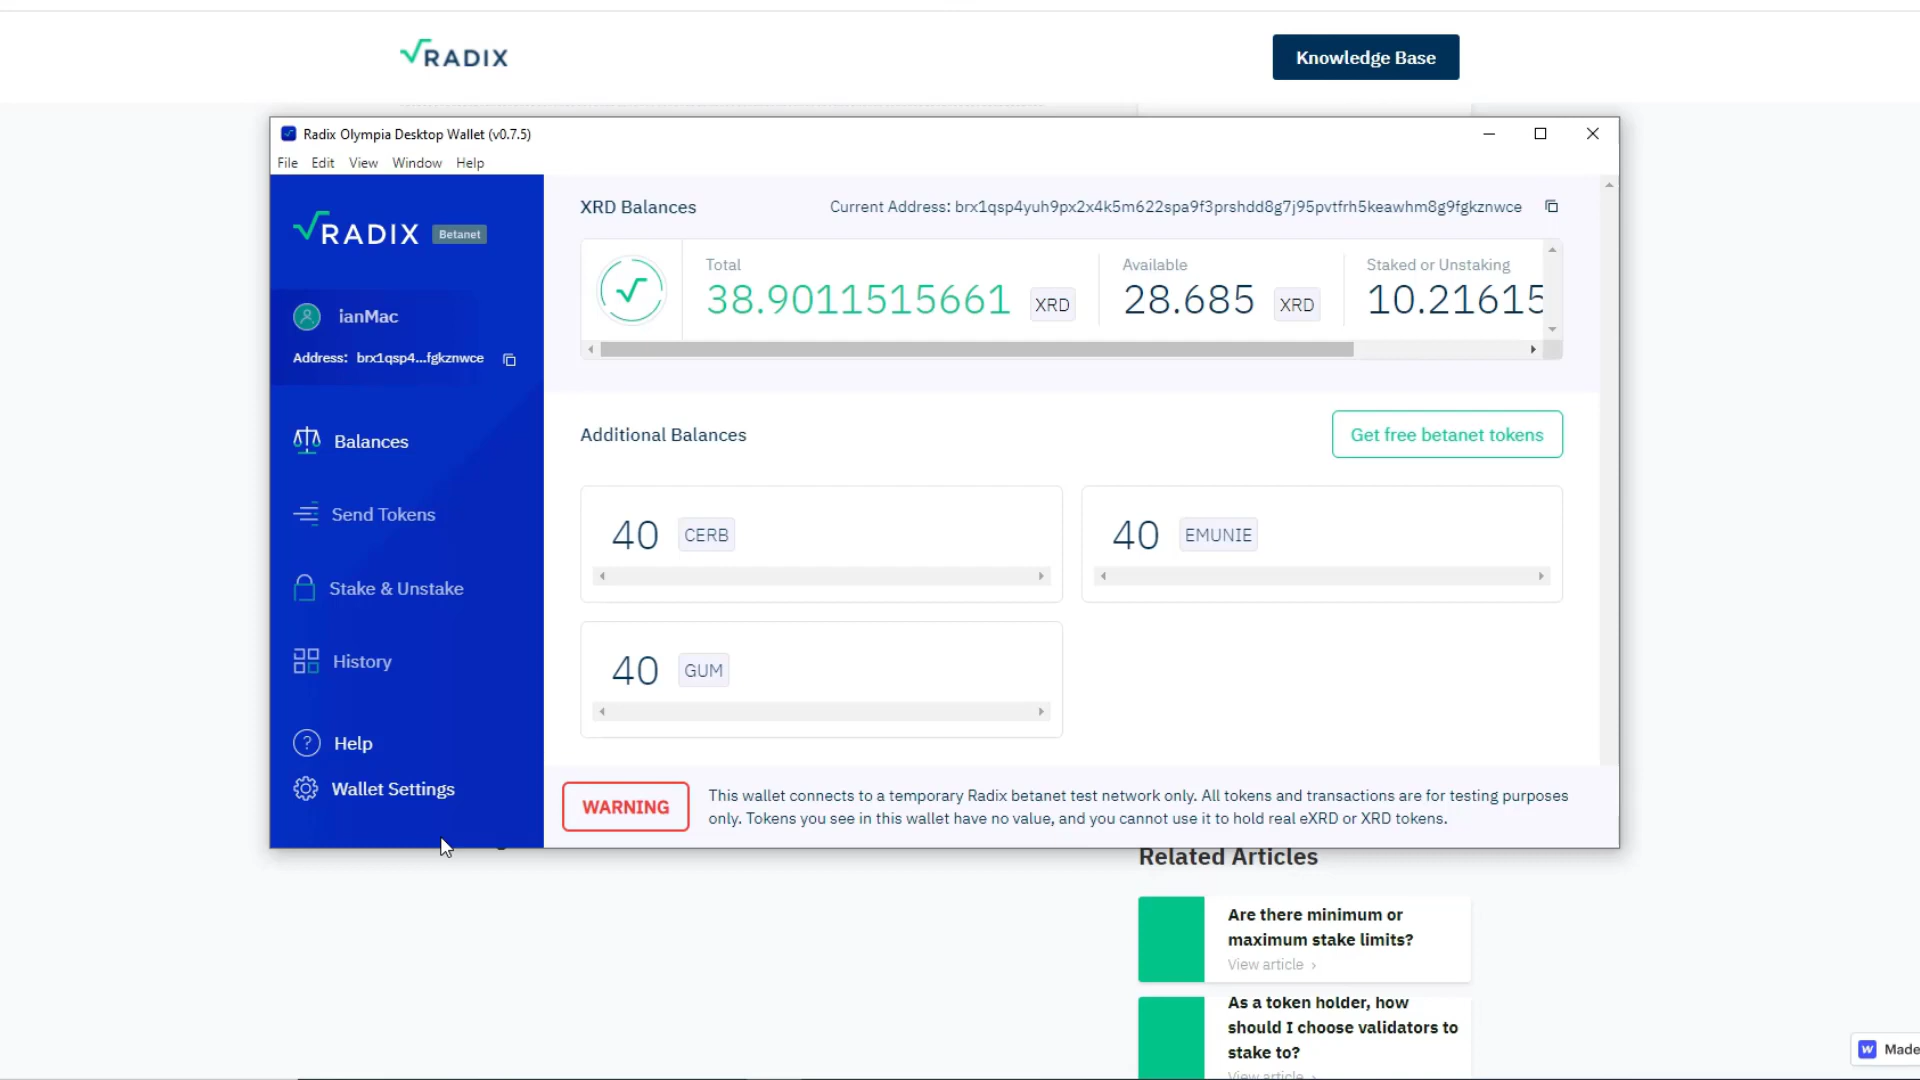 RADIX
Knowledge Base
Radix Olympia Desktop Wallet (v0.7.5)
File Edit View Window Help
RADIX Betanet
ianMac
Address: brx1qsp4...fgkznwce
Balances
Send Tokens
Stake & Unstake
History
Help
Wallet Settings
XRD Balances
Current Address: brx1qsp4yuh9px2x4k5m622spa9f3prshdd8g7j95pvtfrh5keawhm8g9fgkznwce
Total
38.9011515661 XRD
Available
28.685 XRD
Staked or Unstaking
10.21615
Additional Balances
Get free betanet tokens
40 CERB
40 EMUNIE
40 GUM
WARNING
This wallet connects to a temporary Radix betanet test network only. All tokens and transactions are for testing purposes
only. Tokens you see in this wallet have no value, and you cannot use it to hold real eXRD or XRD tokens.
Related Articles
Are there minimum or
maximum stake limits?
View article ›
As a token holder, how
should I choose validators to
stake to?
View article ›
Made